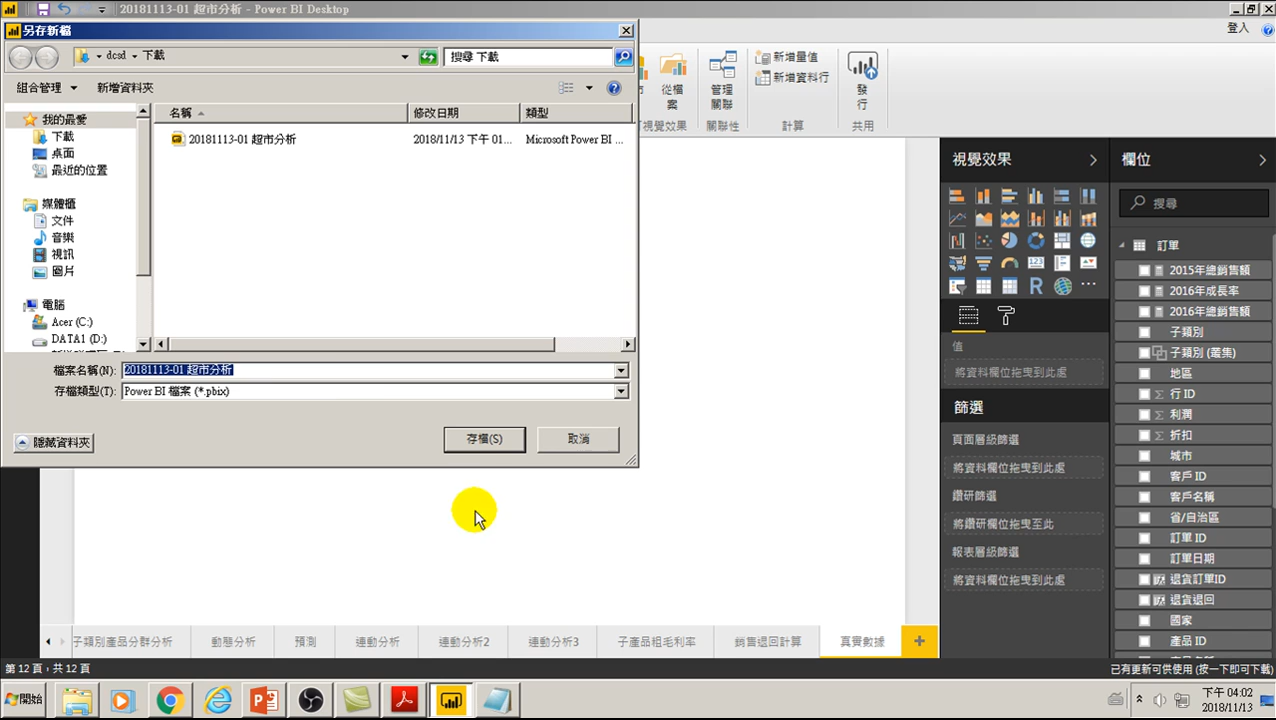 20181113-01 超市分析 - Power BI Desktop
另存新檔
登入
dcsd
下載
搜尋 下載
組合管理
新增資料夾
我的最愛
下載
桌面
最近的位置
媒體櫃
文件
音樂
視訊
圖片
電腦
Acer (C:)
DATA1 (D:)
名稱
修改日期
類型
20181113-01 超市分析
2018/11/13 下午 01...
Microsoft Power BI ...
檔案名稱(N):
20181113-01 超市分析
存檔類型(T):
Power BI 檔案 (*.pbix)
隱藏資料夾
存檔(S)
取消
從檔
案
視覺效果
管理
關聯
關聯性
新增量值
新增資料行
計算
發
行
共用
視覺效果
值
將資料欄位拖曳到此處
篩選
頁面層級篩選
將資料欄位拖曳到此處
鑽研篩選
將鑽研欄位拖曳至此
報表層級篩選
將資料欄位拖曳到此處
欄位
搜尋
訂單
2015年總銷售額
2016年成長率
2016年總銷售額
子類別
子類別 (叢集)
地區
行 ID
利潤
折扣
城市
客戶 ID
客戶名稱
省/自治區
訂單 ID
訂單日期
退貨訂單ID
退貨退回
國家
產品 ID
子類別產品分群分析
動態分析
預測
連動分析
連動分析2
連動分析3
子產品粗毛利率
銷售退回計算
真實數據
第 12 頁，共 12 頁
已有更新可供使用 (按一下即可下載)
開始
下午 04:02
2018/11/13